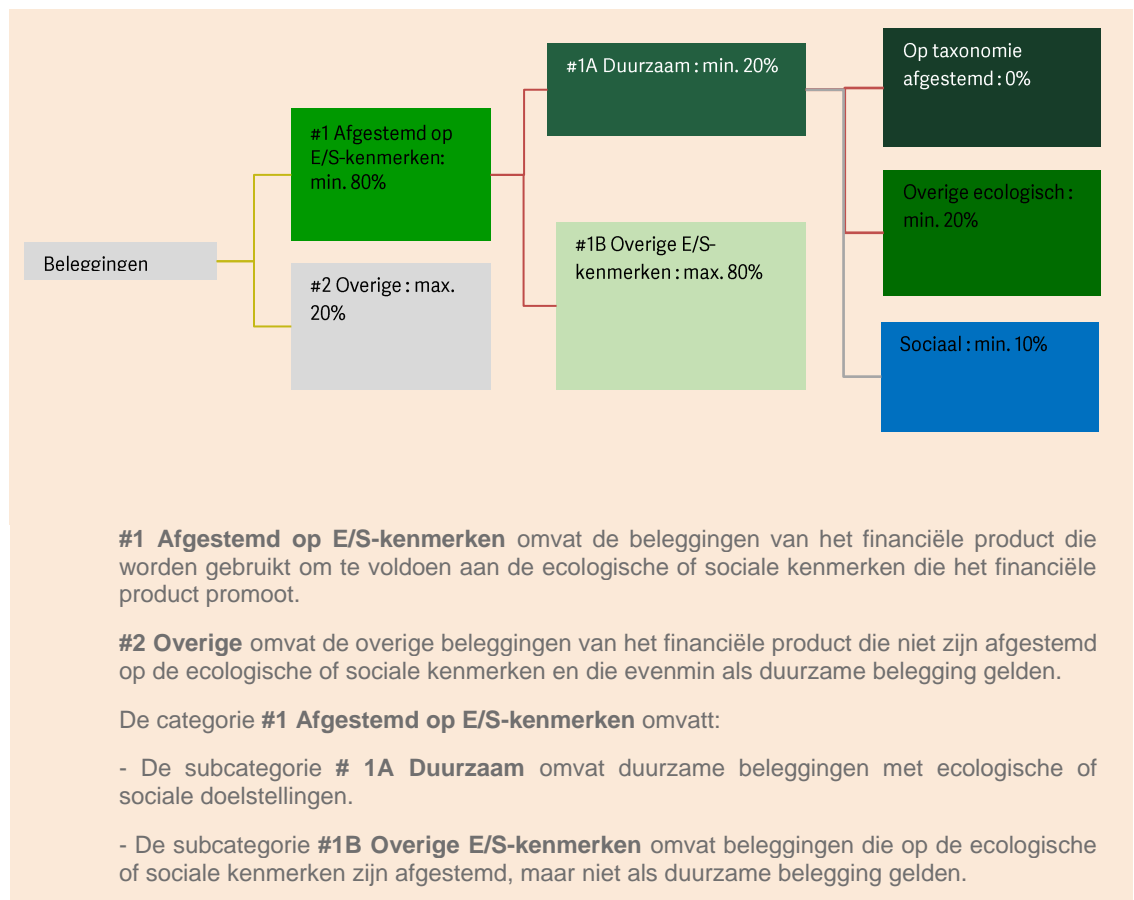 Beleggingen
#1 Afgestemd op
E/S-kenmerken:
min. 80%
#2 Overige : max.
20%
#1A Duurzaam : min. 20%
#1B Overige E/S-
kenmerken : max. 80%
Op taxonomie
afgestemd : 0%
Overige ecologisch :
min. 20%
Sociaal : min. 10%
#1 Afgestemd op E/S-kenmerken omvat de beleggingen van het financiële product die
worden gebruikt om te voldoen aan de ecologische of sociale kenmerken die het financiële
product promoot.
#2 Overige omvat de overige beleggingen van het financiële product die niet zijn afgestemd
op de ecologische of sociale kenmerken en die evenmin als duurzame belegging gelden.
De categorie #1 Afgestemd op E/S-kenmerken omvatt:
- De subcategorie # 1A Duurzaam omvat duurzame beleggingen met ecologische of
sociale doelstellingen.
- De subcategorie #1B Overige E/S-kenmerken omvat beleggingen die op de ecologische
of sociale kenmerken zijn afgestemd, maar niet als duurzame belegging gelden.